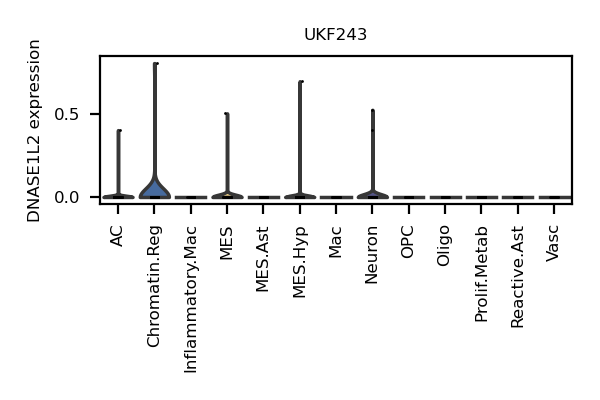 UKF243
DNASE1L2 expression
0.5
0.0
AC
Chromatin.Reg
Inflammatory.Mac
MES
MES.Ast
MES.Hyp
Mac
Neuron
OPC
Oligo
Prolif.Metab
Reactive.Ast
Vasc